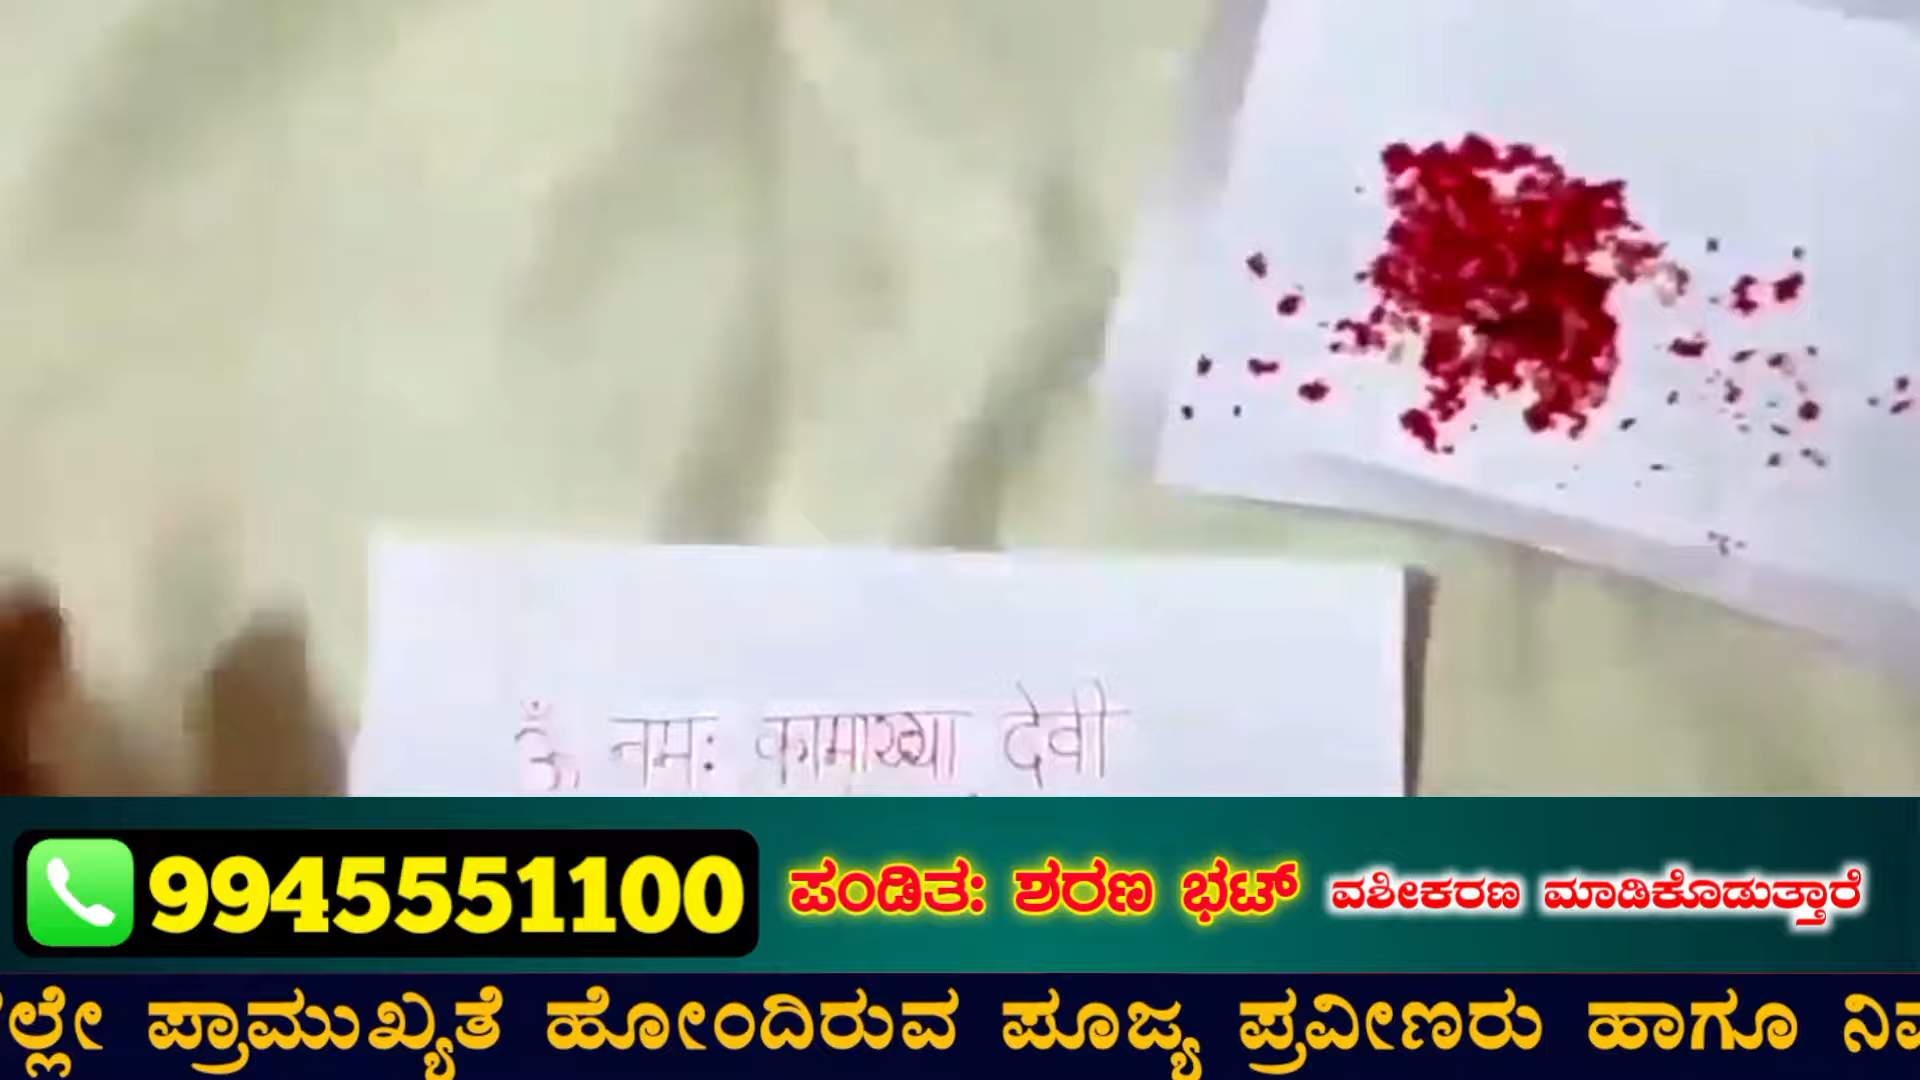 ॐ नमः कामाख्या देवी
9945551100 ಪಂಡಿತ: ಶರಣ ಭಟ್ ವಶೀಕರಣ ಮಾಡಿಕೊಡುತ್ತಾರೆ
ಲ್ಲೇ ಪ್ರಾಮುಖ್ಯತೆ ಹೋಂದಿರುವ ಪೂಜ್ಯ ಪ್ರವೀಣರು ಹಾಗೂ